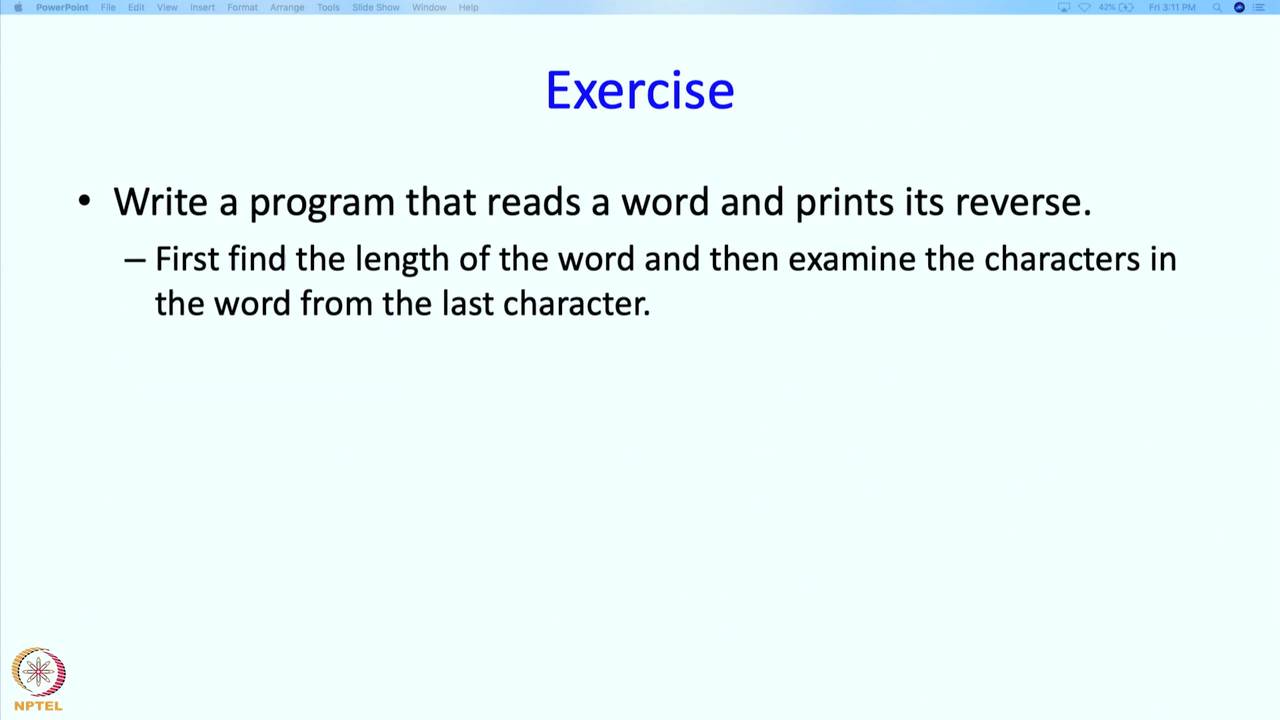 PowerPoint File Edit View Insert Format Arrange Tools Slide Show Window Help 42% Fri 3:11 PM
Exercise
• Write a program that reads a word and prints its reverse.
– First find the length of the word and then examine the characters in
the word from the last character.
NPTEL